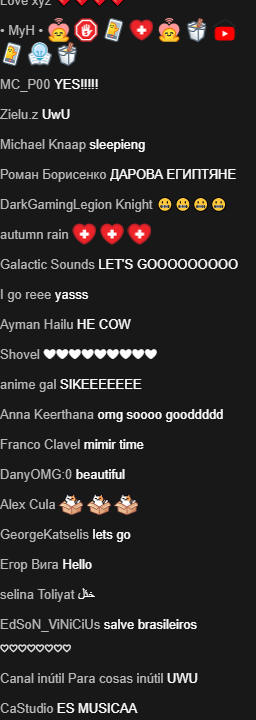 Love xyz
• MyH •
MC_P00 YES!!!!!
Zielu.z UwU
Michael Knaap sleepieng
Роман Борисенко ДАРОВА ЕГИПТЯНЕ
DarkGamingLegion Knight
autumn rain
Galactic Sounds LET'S GOOOOOOOOO
I go reee yasss
Ayman Hailu HE COW
Shovel
anime gal SIKEEEEEEE
Anna Keerthana omg soooo gooddddd
Franco Clavel mimir time
DanyOMG:0 beautiful
Alex Cula
GeorgeKatselis lets go
Егор Вига Hello
selina Toliyat
EdSoN_ViNiCiUs salve brasileiros
♡♡♡♡♡♡♡♡
Canal inútil Para cosas inútil UWU
CaStudio ES MUSICAA